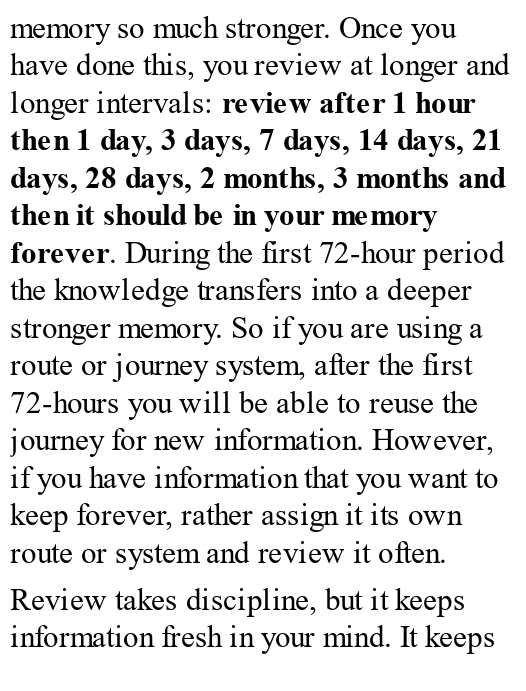 memory so much stronger. Once you
have done this, you review at longer and
longer intervals: review after 1 hour
then 1 day, 3 days, 7 days, 14 days, 21
days, 28 days, 2 months, 3 months and
then it should be in your memory
forever. During the first 72-hour period
the knowledge transfers into a deeper
stronger memory. So if you are using a
route or journey system, after the first
72-hours you will be able to reuse the
journey for new information. However,
if you have information that you want to
keep forever, rather assign it its own
route or system and review it often.
Review takes discipline, but it keeps
information fresh in your mind. It keeps